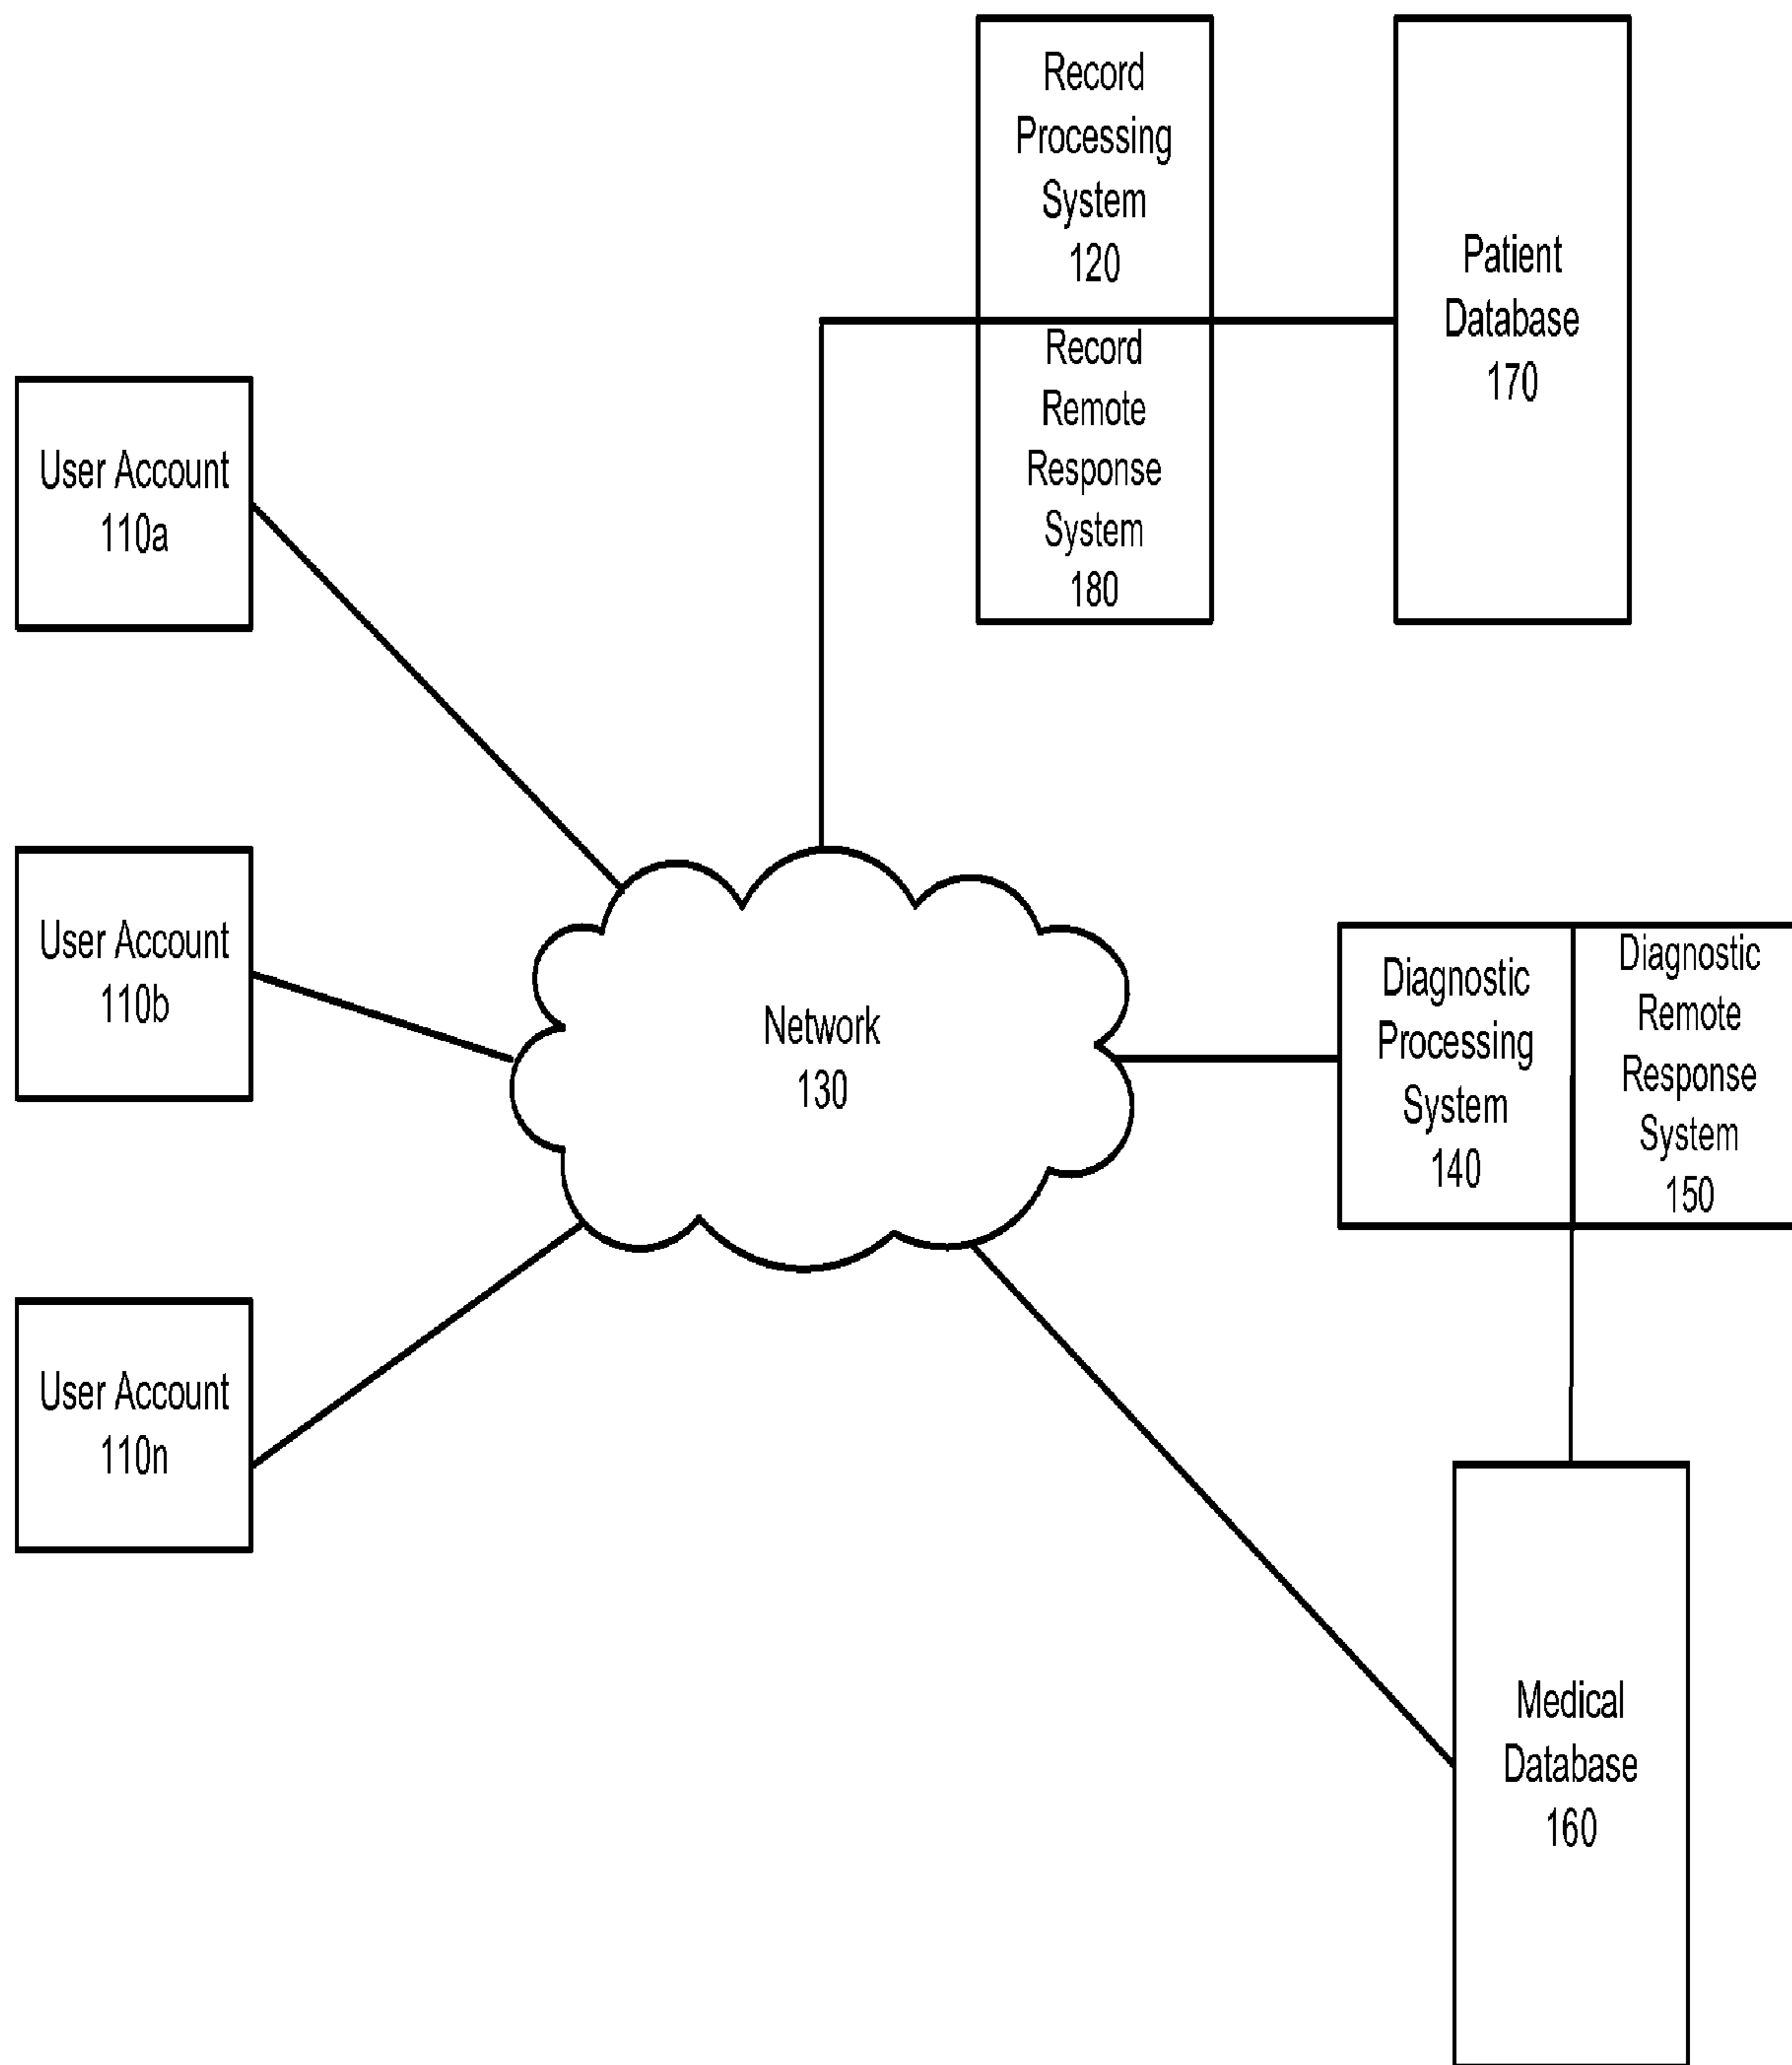 Record
Processing
System
120
Record
Remote
Response
System
180
Patient
Database
170
User Account
110a
User Account
110b
User Account
110n
Network
130
Diagnostic
Processing
System
140
Diagnostic
Remote
Response
System
150
Medical
Database
160